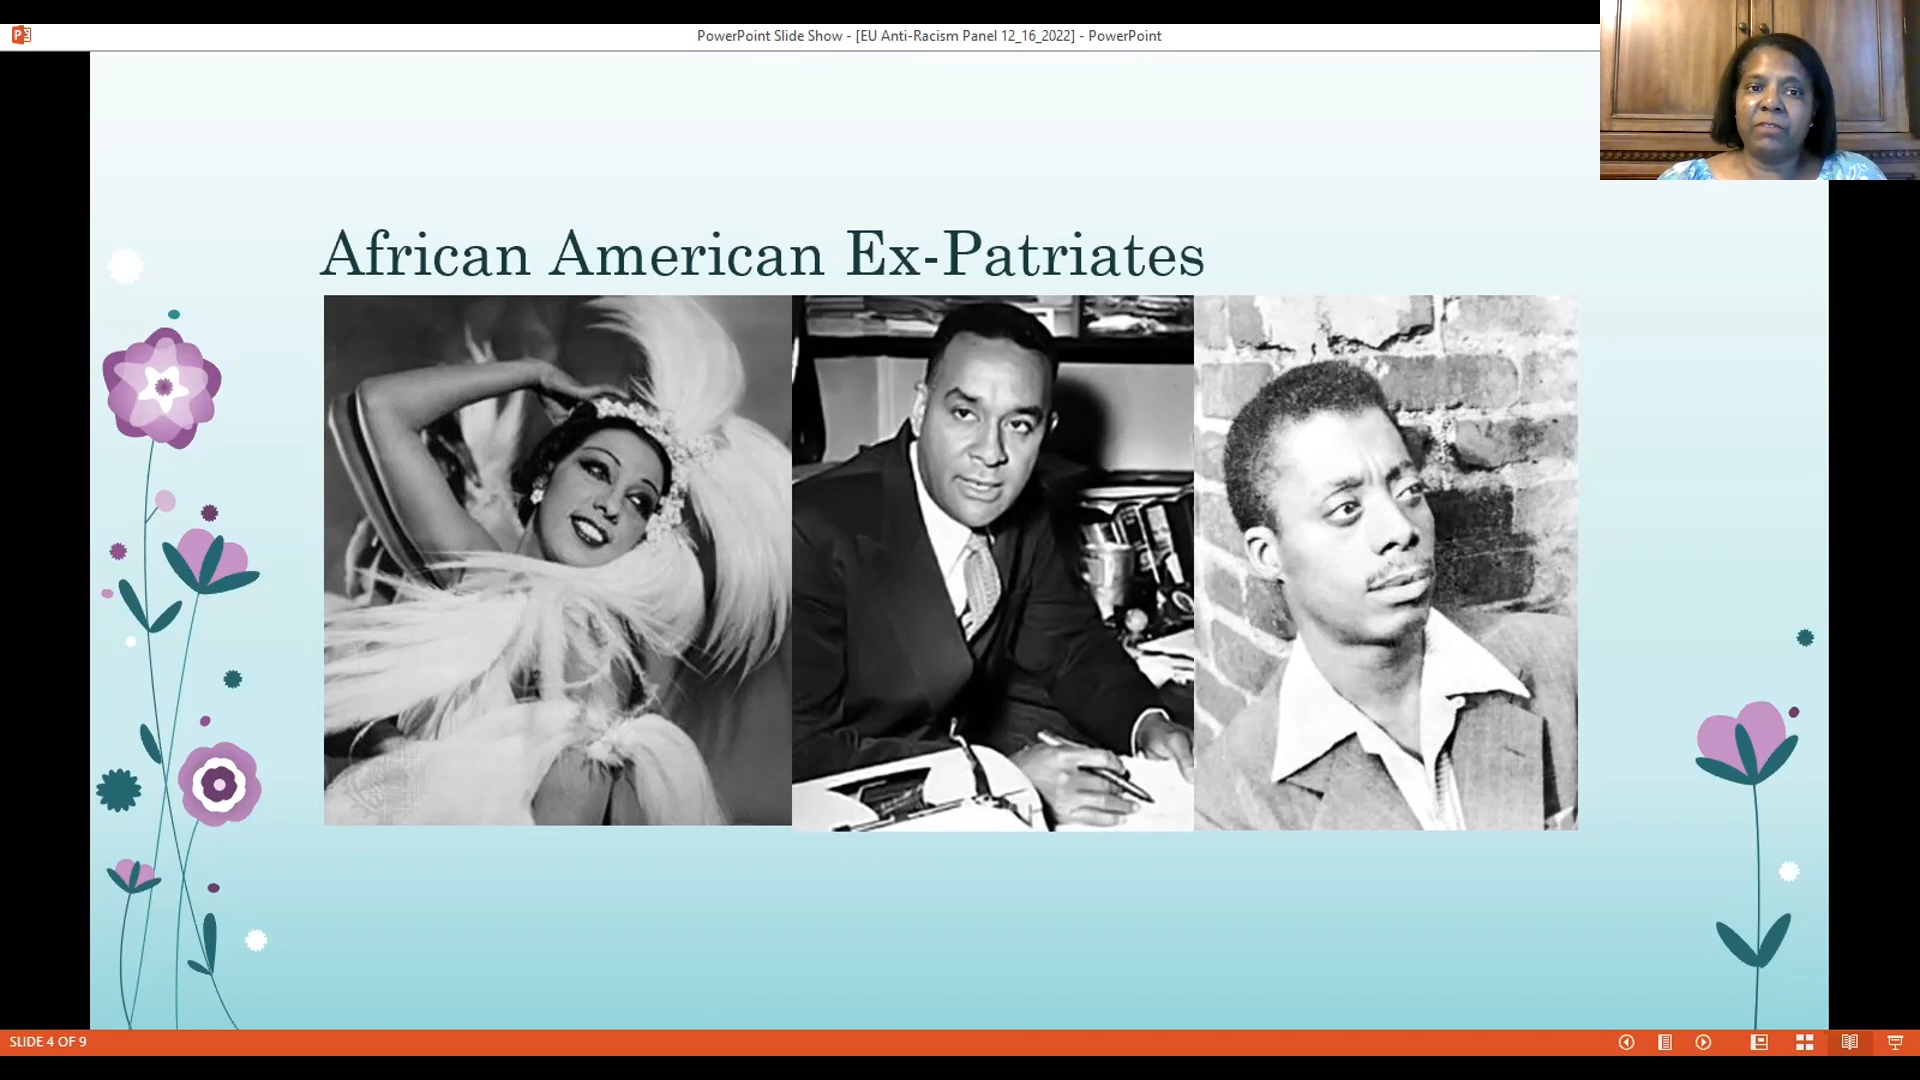 PowerPoint Slide Show - [EU Anti-Racism Panel 12_16_2022] - PowerPoint
African American Ex-Patriates
SLIDE 4 OF 9